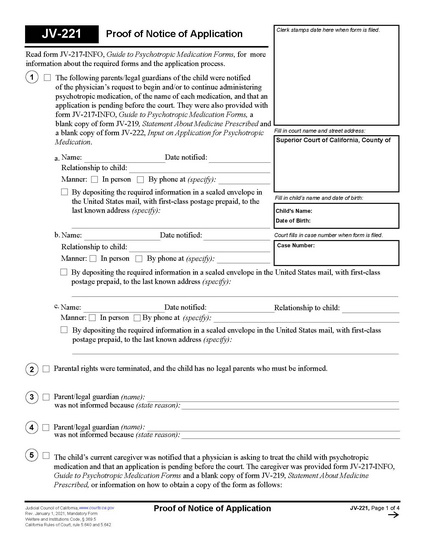 JV-221
Proof of Notice of Application
Clerk stamps date here when form is filed.
Read form JV-217-INFO, Guide to Psychotropic Medication Forms, for more
information about the required forms and the application process.
1 The following parents/legal guardians of the child were notified
of the physician's request to begin and/or to continue administering
psychotropic medication, of the name of each medication, and that an
application is pending before the court. They were also provided with
form JV-217-INFO, Guide to Psychotropic Medication Forms, a
blank copy of form JV-219, Statement About Medicine Prescribed and
a blank copy of form JV-222, Input on Application for Psychotropic
Medication.
Fill in court name and street address:
Superior Court of California, County of
a. Name: Date notified:
Relationship to child:
Manner: In person By phone at (specify):
By depositing the required information in a sealed envelope in
the United States mail, with first-class postage prepaid, to the
last known address (specify):
Fill in child's name and date of birth:
Child's Name:
Date of Birth:
Court fills in case number when form is filed.
Case Number:
b. Name: Date notified:
Relationship to child:
Manner: In person By phone at (specify):
By depositing the required information in a sealed envelope in the United States mail, with first-class
postage prepaid, to the last known address (specify):
c. Name: Date notified: Relationship to child:
Manner: In person By phone at (specify):
By depositing the required information in a sealed envelope in the United States mail, with first-class
postage prepaid, to the last known address (specify):
2 Parental rights were terminated, and the child has no legal parents who must be informed.
3 Parent/legal guardian (name):
was not informed because (state reason):
4 Parent/legal guardian (name):
was not informed because (state reason):
5 The child's current caregiver was notified that a physician is asking to treat the child with psychotropic
medication and that an application is pending before the court. The caregiver was provided form JV-217-INFO,
Guide to Psychotropic Medication Forms, and a blank copy of form JV-219, Statement About Medicine
Prescribed, or information on how to obtain a copy of the form as follows:
Judicial Council of California, www.courts.ca.gov
Rev. January 1, 2021, Mandatory Form
Welfare and Institutions Code, § 369.5
California Rules of Court, rule 5.640 and 5.642
Proof of Notice of Application
JV-221, Page 1 of 4